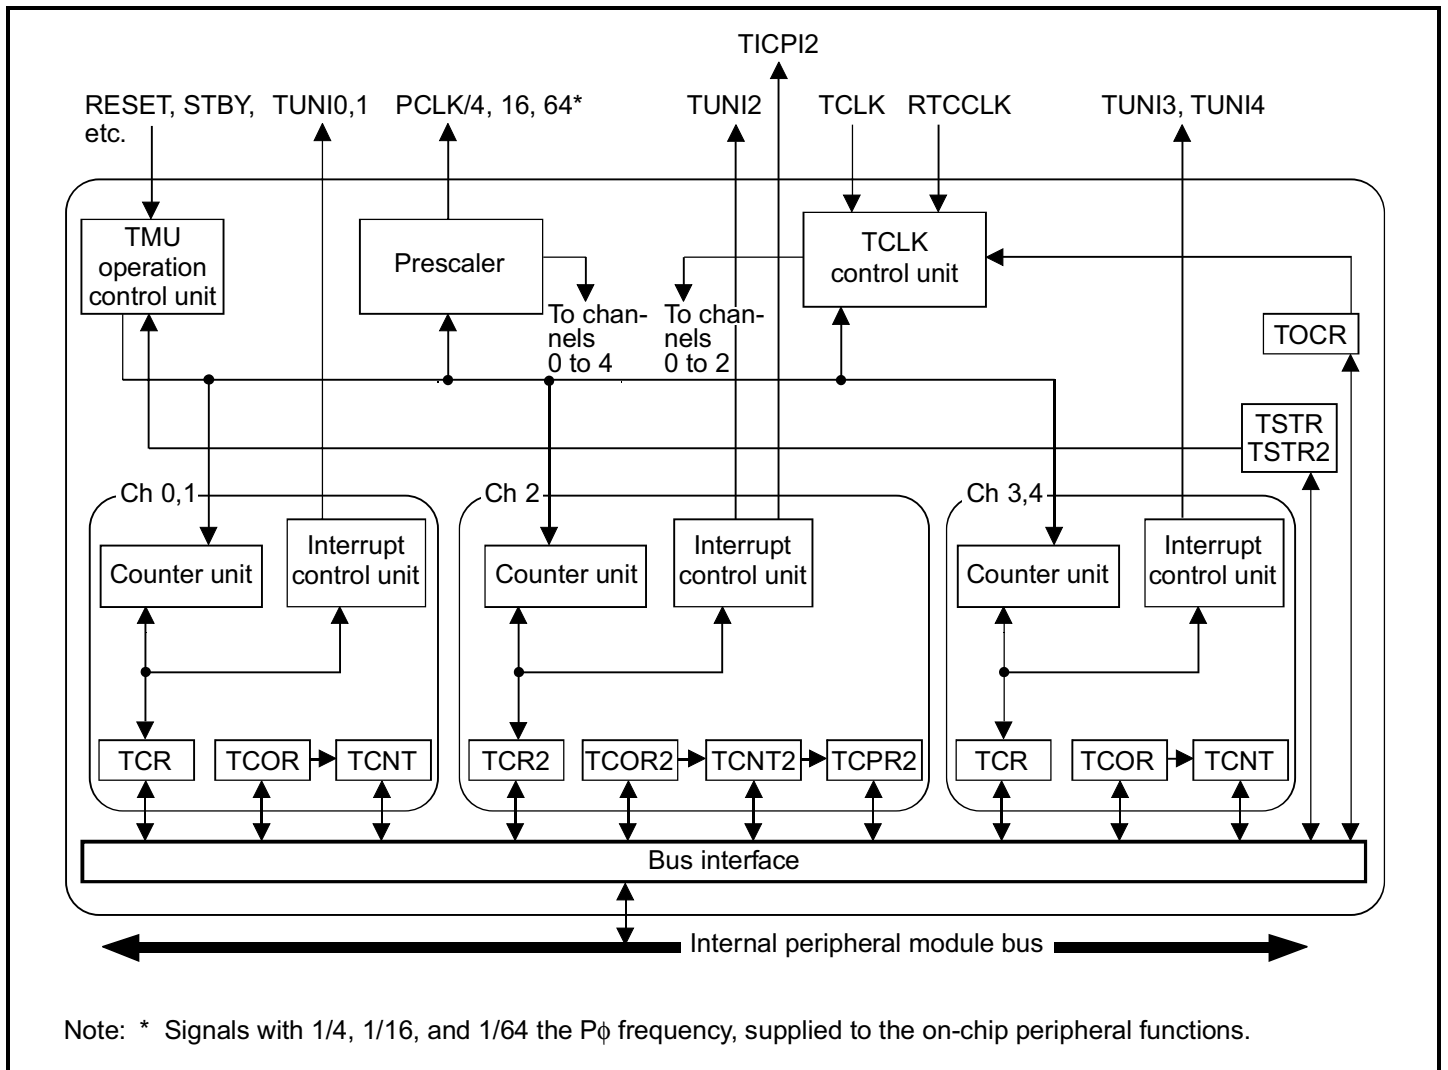 TICPI2
RESET, STBY,
etc.
TUNI0,1
PCLK/4, 16, 64*
TUNI2
TCLK
RTCCLK
TUNI3, TUNI4
TMU
operation
control unit
Prescaler
To chan-
nels
0 to 4
To chan-
nels
0 to 2
TCLK
control unit
TOCR
TSTR
TSTR2
Ch 0,1
Counter unit
Interrupt
control unit
TCR
TCOR
TCNT
Ch 2
Counter unit
Interrupt
control unit
TCR2
TCOR2
TCNT2
TCPR2
Ch 3,4
Counter unit
Interrupt
control unit
TCR
TCOR
TCNT
Bus interface
Internal peripheral module bus
Note: * Signals with 1/4, 1/16, and 1/64 the Pϕ frequency, supplied to the on-chip peripheral functions.